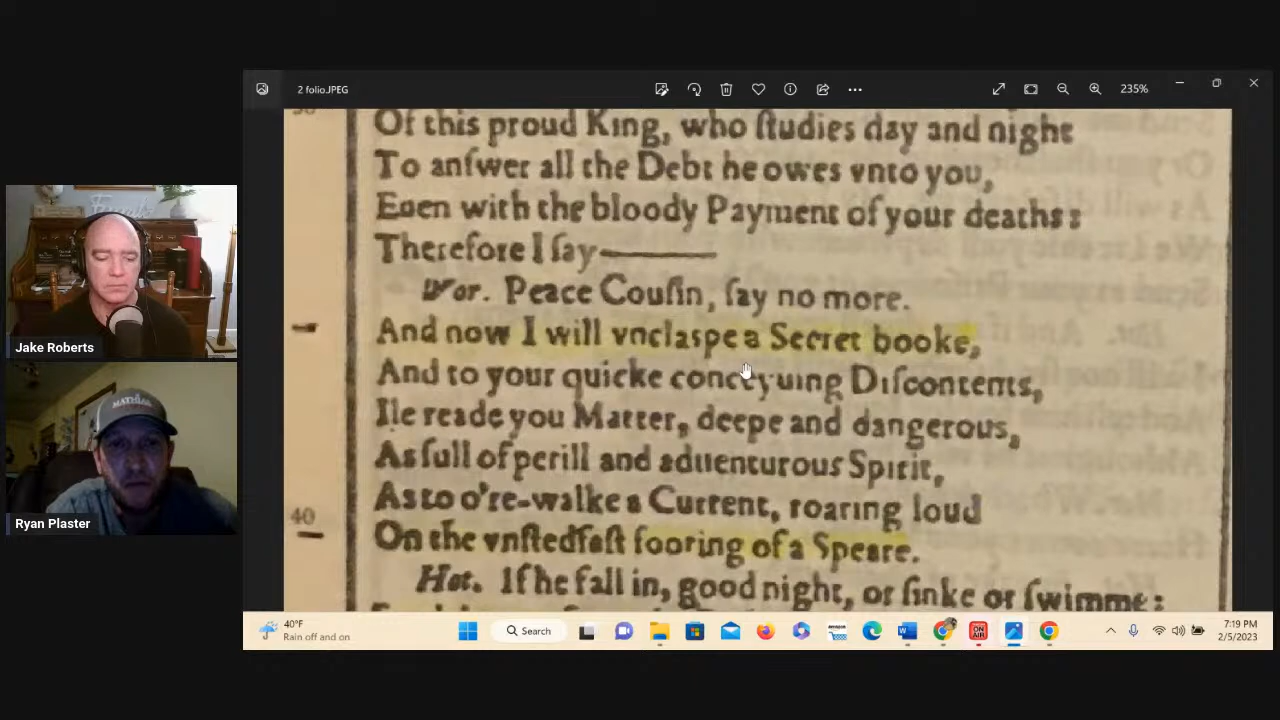 2 folio.JPEG
235%
Of this proud King, who ſtudies day and night
To anſwer all the Debt he owes vnto you,
Euen with the bloody Payment of your deaths:
Therefore I ſay———
Wor. Peace Couſin, ſay no more.
And now I will vnclaspe a Secret booke,
And to your quicke conceyuing Diſcontents,
Ile reade you Matter, deepe and dangerous,
As full of perill and aduenturous Spirit,
As to o're-walke a Current, roaring loud
40
On the vnſtedfaſt footing of a Speare.
Hot. If he fall in, good night, or ſinke or ſwimme:
Jake Roberts
Ryan Plaster
40°F
Rain off and on
Search
ON AIR
7:19 PM
2/5/2023